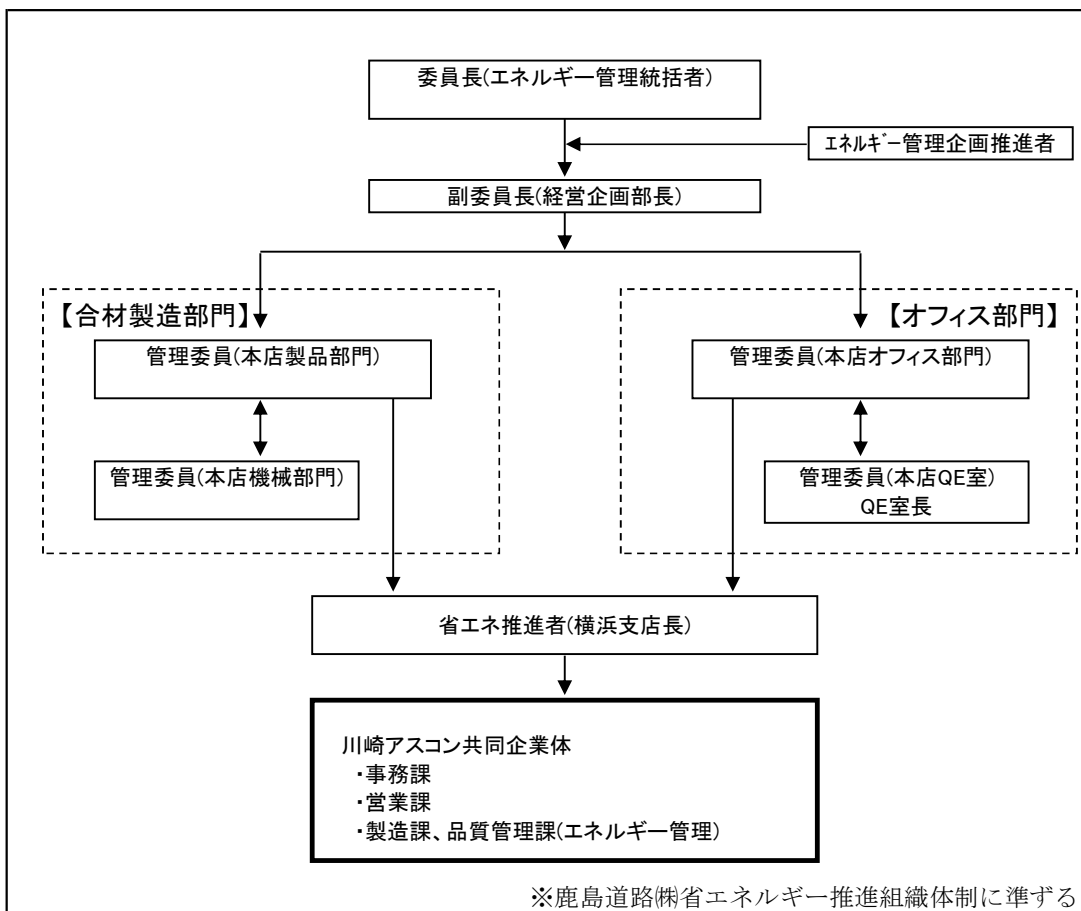 委員長(エネルギー管理統括者)
エネルギー管理企画推進者
副委員長(経営企画部長)
【合材製造部門】
【オフィス部門】
管理委員(本店製品部門)
管理委員(本店オフィス部門)
管理委員(本店機械部門)
管理委員(本店QE室)
QE室長
省エネ推進者(横浜支店長)
川崎アスコン共同企業体
・事務課
・営業課
・製造課、品質管理課(エネルギー管理)
※鹿島道路㈱省エネルギー推進組織体制に準ずる